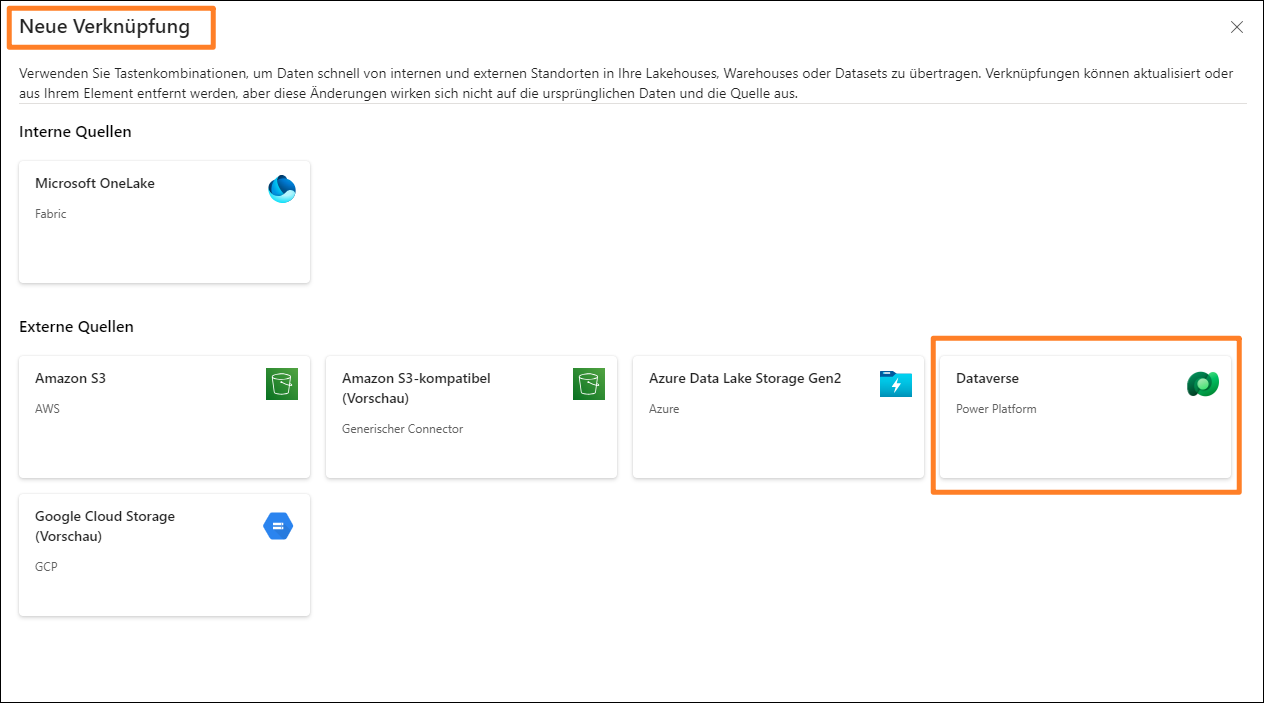 Neue Verknüpfung
Verwenden Sie Tastenkombinationen, um Daten schnell von internen und externen Standorten in Ihre Lakehouses, Warehouses oder Datasets zu übertragen. Verknüpfungen können aktualisiert oder
aus Ihrem Element entfernt werden, aber diese Änderungen wirken sich nicht auf die ursprünglichen Daten und die Quelle aus.
Interne Quellen
Microsoft OneLake
Fabric
Externe Quellen
Amazon S3
AWS
Amazon S3-kompatibel
(Vorschau)
Generischer Connector
Azure Data Lake Storage Gen2
Azure
Dataverse
Power Platform
Google Cloud Storage
(Vorschau)
GCP